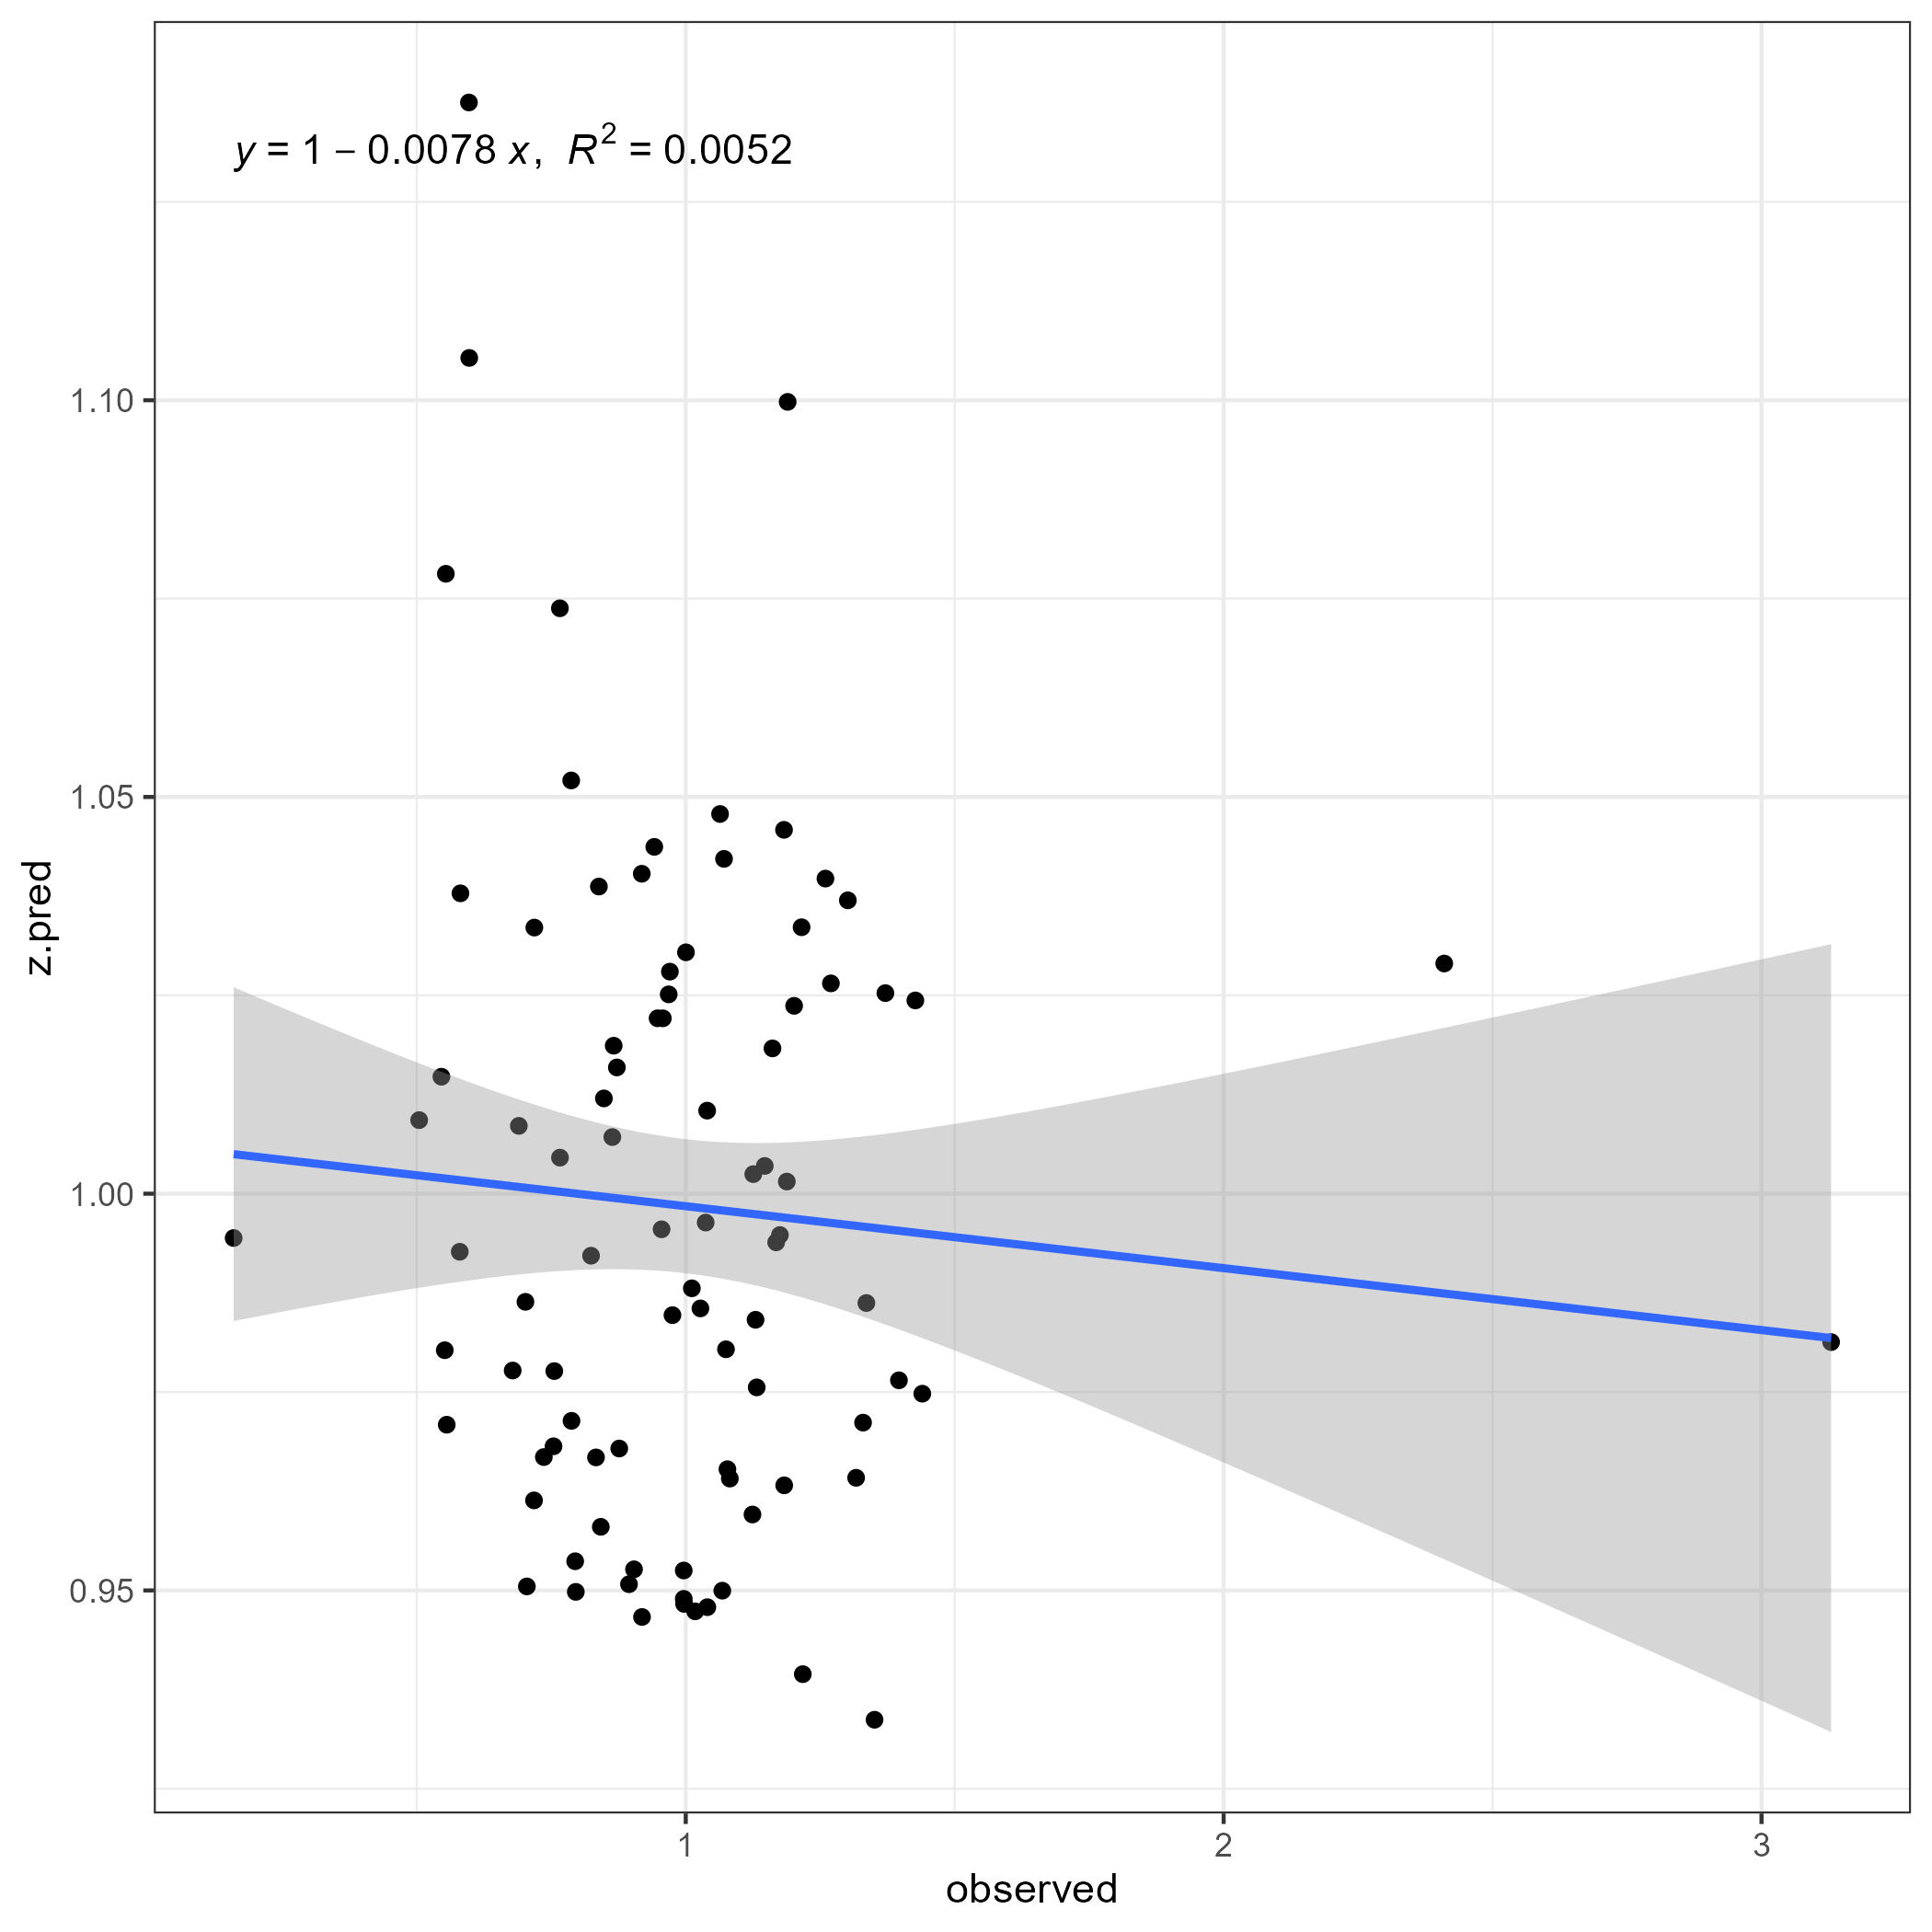 y = 1 − 0.0078 x,  R² = 0.0052
1.10
1.05
1.00
0.95
z.pred
1
2
3
observed